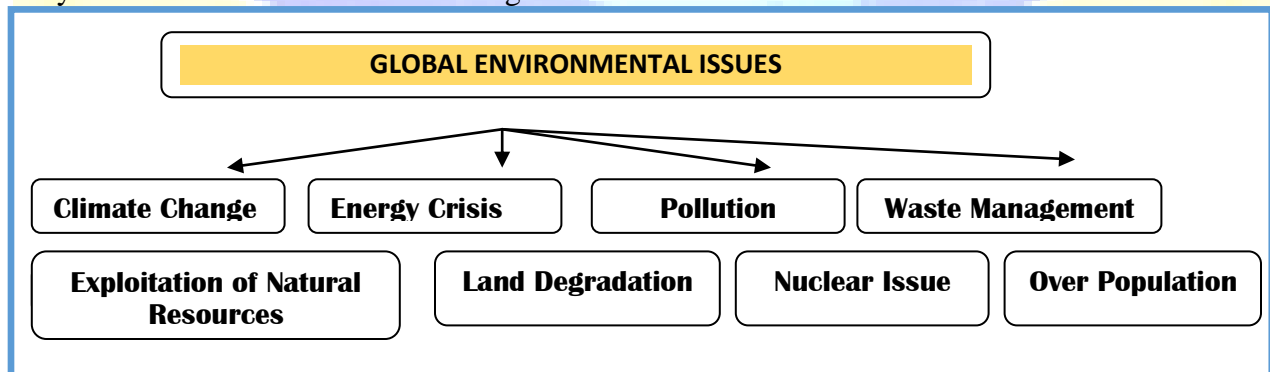 GLOBAL ENVIRONMENTAL ISSUES
Climate Change
Energy Crisis
Pollution
Waste Management
Exploitation of Natural
Resources
Land Degradation
Nuclear Issue
Over Population